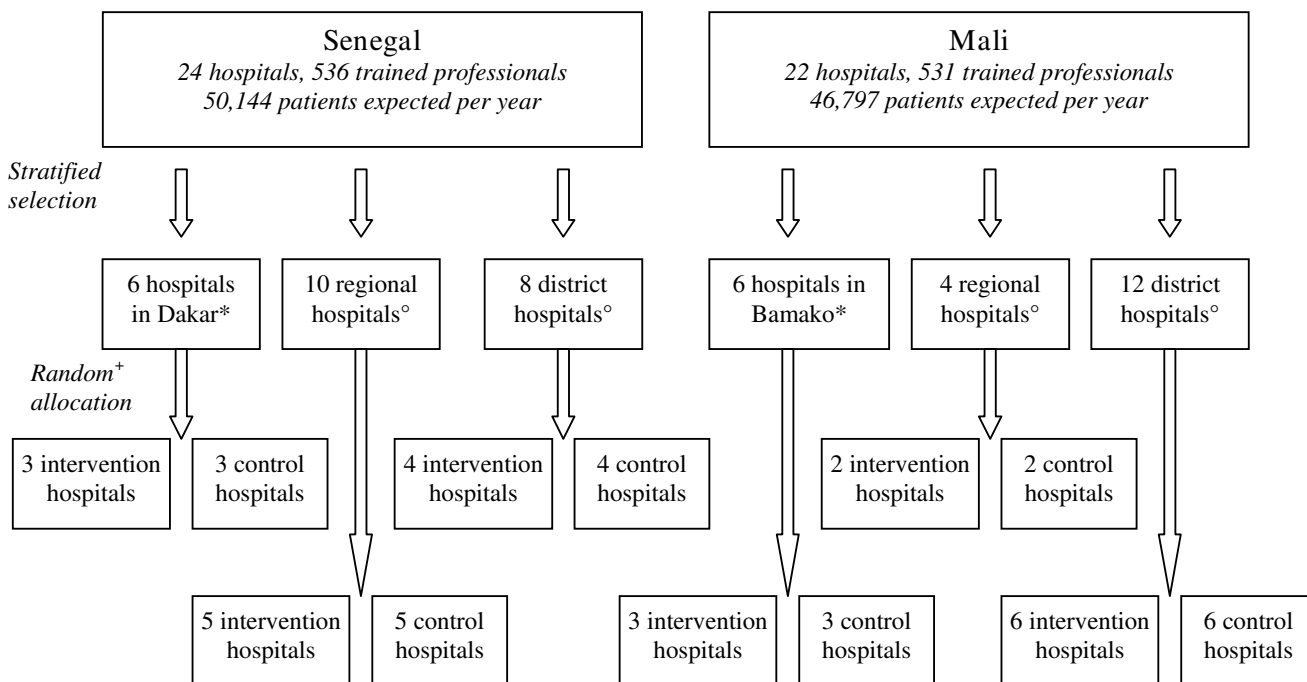 Senegal
24 hospitals, 536 trained professionals
50,144 patients expected per year
Mali
22 hospitals, 531 trained professionals
46,797 patients expected per year
Stratified
selection
6 hospitals
in Dakar*
10 regional
hospitals°
8 district
hospitals°
6 hospitals in
Bamako*
4 regional
hospitals°
12 district
hospitals°
Random⁺
allocation
3 intervention
hospitals
3 control
hospitals
4 intervention
hospitals
4 control
hospitals
2 intervention
hospitals
2 control
hospitals
5 intervention
hospitals
5 control
hospitals
3 intervention
hospitals
3 control
hospitals
6 intervention
hospitals
6 control
hospitals